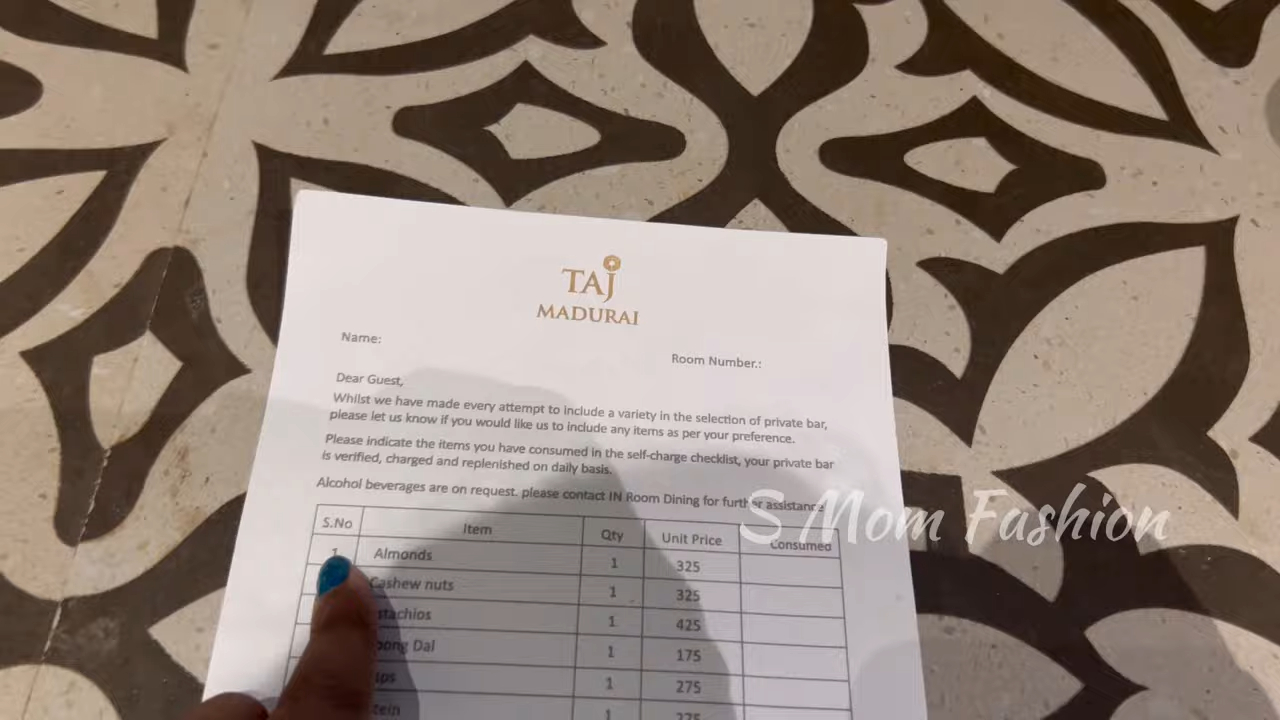 TAJ
MADURAI
Name:
Room Number.:
Dear Guest,
Whilst we have made every attempt to include a variety in the selection of private bar,
please let us know if you would like us to include any items as per your preference.
Please indicate the items you have consumed in the self-charge checklist, your private bar
is verified, charged and replenished on daily basis.
Alcohol beverages are on request. please contact IN Room Dining for further assistance
S Mom Fashion
S.No Item Qty Unit Price Consumed
1 Almonds 1 325
Cashew nuts 1 325
1 425
Dal 1 175
1 275
1